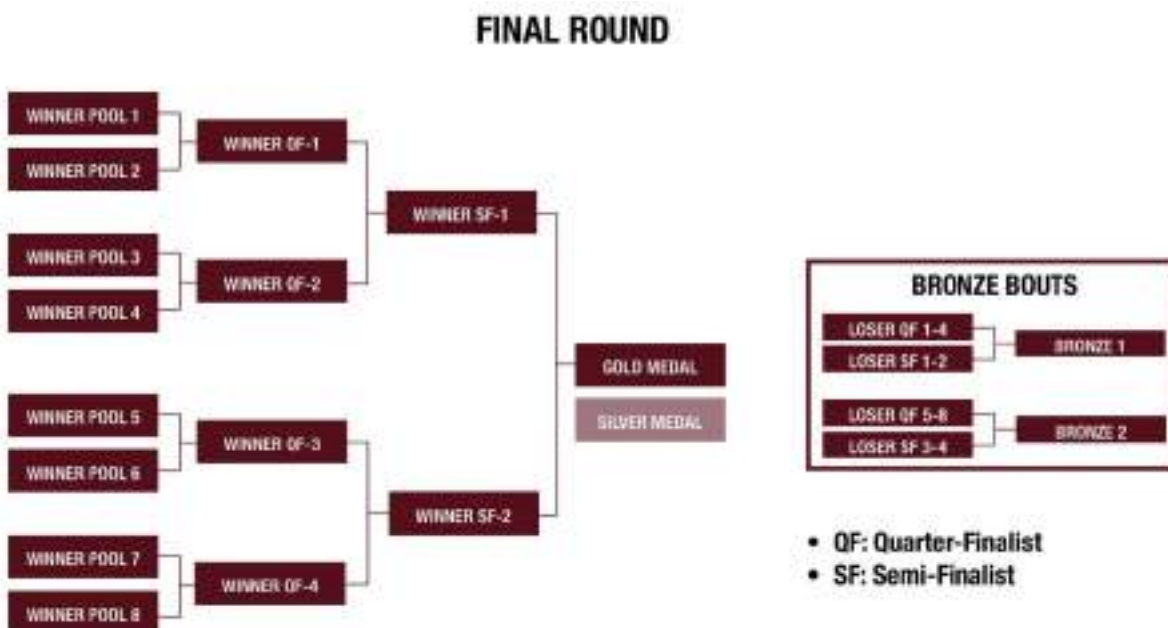 FINAL ROUND
WINNER POOL 1
WINNER POOL 2
WINNER QF-1
WINNER POOL 3
WINNER POOL 4
WINNER QF-2
WINNER SF-1
WINNER POOL 5
WINNER POOL 6
WINNER QF-3
WINNER POOL 7
WINNER POOL 8
WINNER QF-4
WINNER SF-2
GOLD MEDAL
SILVER MEDAL
BRONZE BOUTS
LOSER QF 1-4
LOSER SF 1-2
BRONZE 1
LOSER QF 5-8
LOSER SF 3-4
BRONZE 2
• QF: Quarter-Finalist
• SF: Semi-Finalist